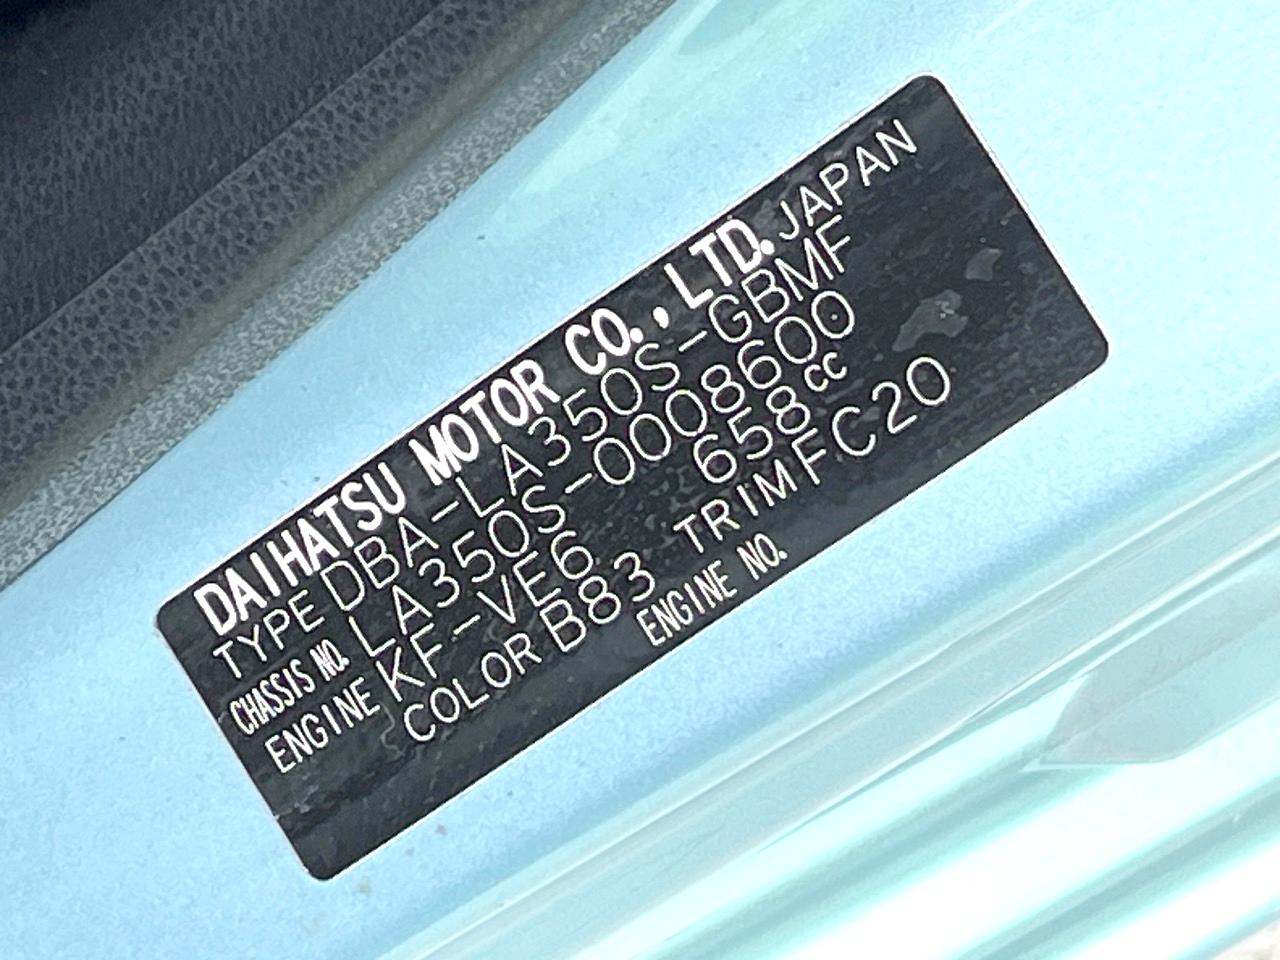 DAIHATSU MOTOR CO., LTD. JAPAN
TYPE DBA-LA350S-GBMF
CHASSIS NO. LA350S-0008600
ENGINE KF-VE6 658cc
COLOR B83 TRIM FC20
ENGINE NO.